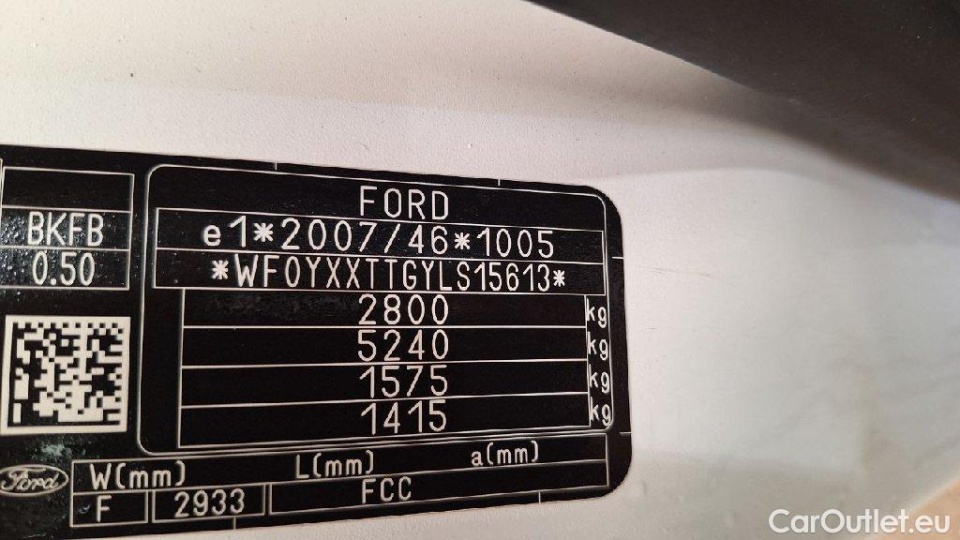 FORD
BKFB
e1*2007/46*1005
0.50
*WF0YXXTTGYLS15613*
2800 kg
5240 kg
1575 kg
1415 kg
Ford
W(mm) L(mm) a(mm)
F 2933 FCC
CarOutlet.eu